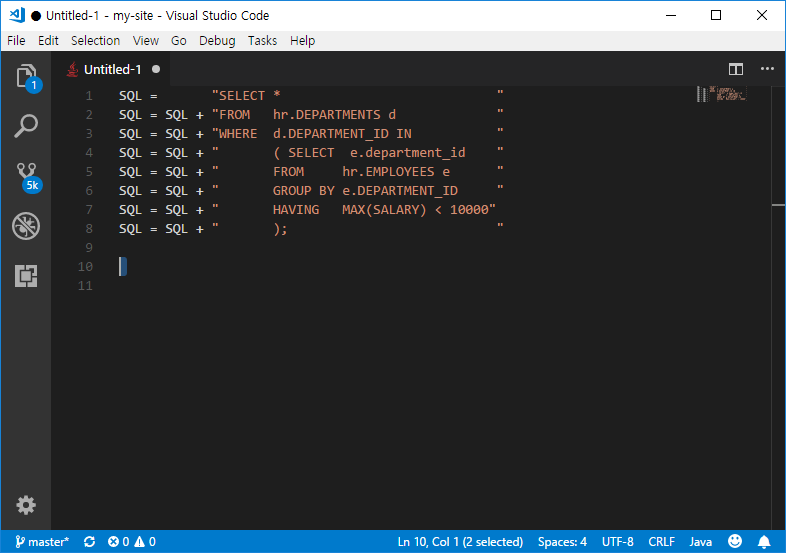 ● Untitled-1 - my-site - Visual Studio Code
File Edit Selection View Go Debug Tasks Help
1
Untitled-1 ●
5k
1 SQL =       "SELECT *                            "
2 SQL = SQL + "FROM   hr.DEPARTMENTS d             "
3 SQL = SQL + "WHERE  d.DEPARTMENT_ID IN           "
4 SQL = SQL + "       ( SELECT  e.department_id    "
5 SQL = SQL + "       FROM     hr.EMPLOYEES e      "
6 SQL = SQL + "       GROUP BY e.DEPARTMENT_ID     "
7 SQL = SQL + "       HAVING   MAX(SALARY) < 10000"
8 SQL = SQL + "       );                           "
9
10
11
master* 0 0 Ln 10, Col 1 (2 selected) Spaces: 4 UTF-8 CRLF Java